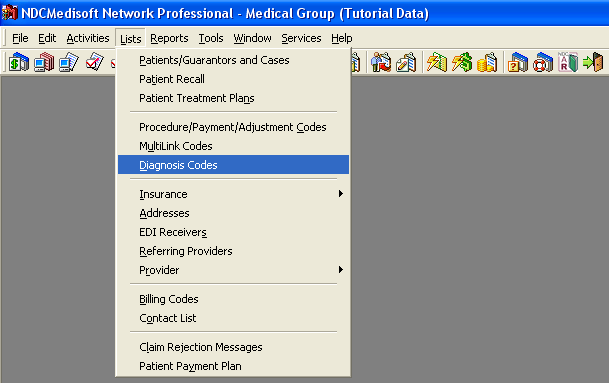 NDCMedisoft Network Professional - Medical Group (Tutorial Data)
File Edit Activities Lists Reports Tools Window Services Help
Patients/Guarantors and Cases
Patient Recall
Patient Treatment Plans
Procedure/Payment/Adjustment Codes
MultiLink Codes
Diagnosis Codes
Insurance
Addresses
EDI Receivers
Referring Providers
Provider
Billing Codes
Contact List
Claim Rejection Messages
Patient Payment Plan